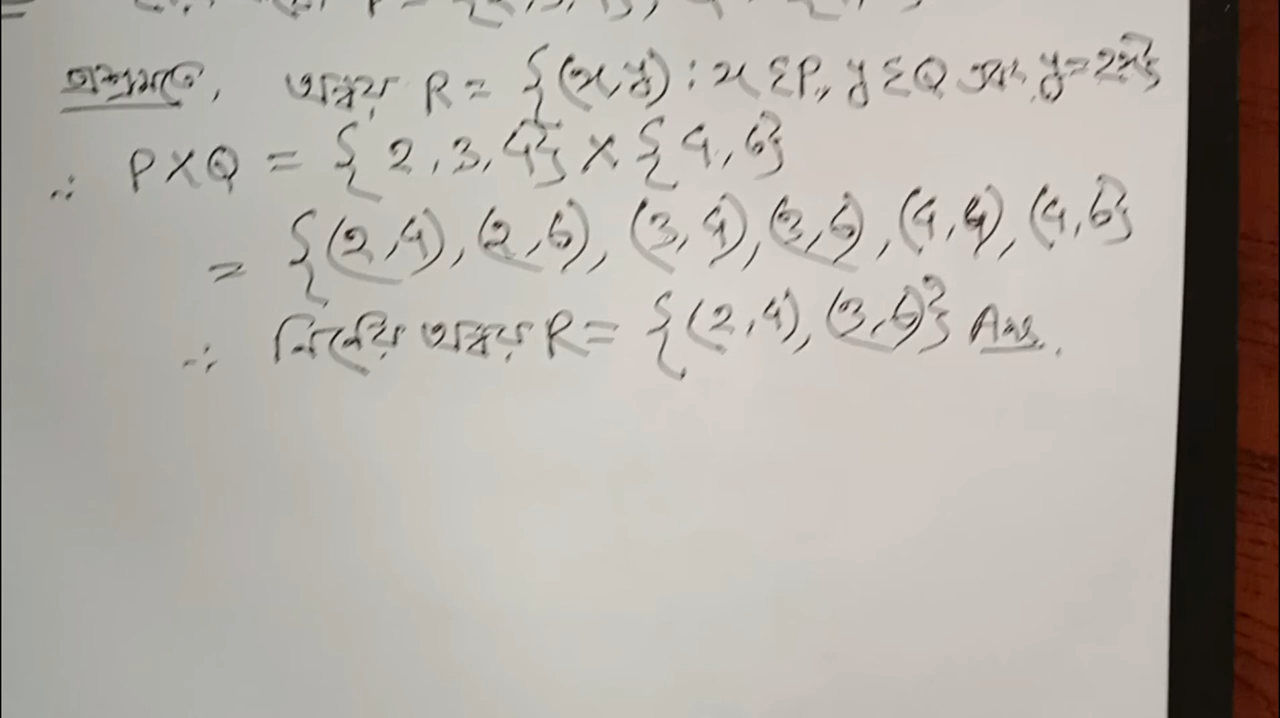 প্রশ্নমতে, অন্বয় R = {(x,y) : x ∑ P, y ∑ Q এবং y = 2x}
∴ P X Q = {2, 3, 4} X {4, 6}
= {(2,4), (2,6), (3,4), (3,6), (4,4), (4,6}
∴ নির্ণেয় অন্বয় R = {(2,4), (3,6)} Ans.